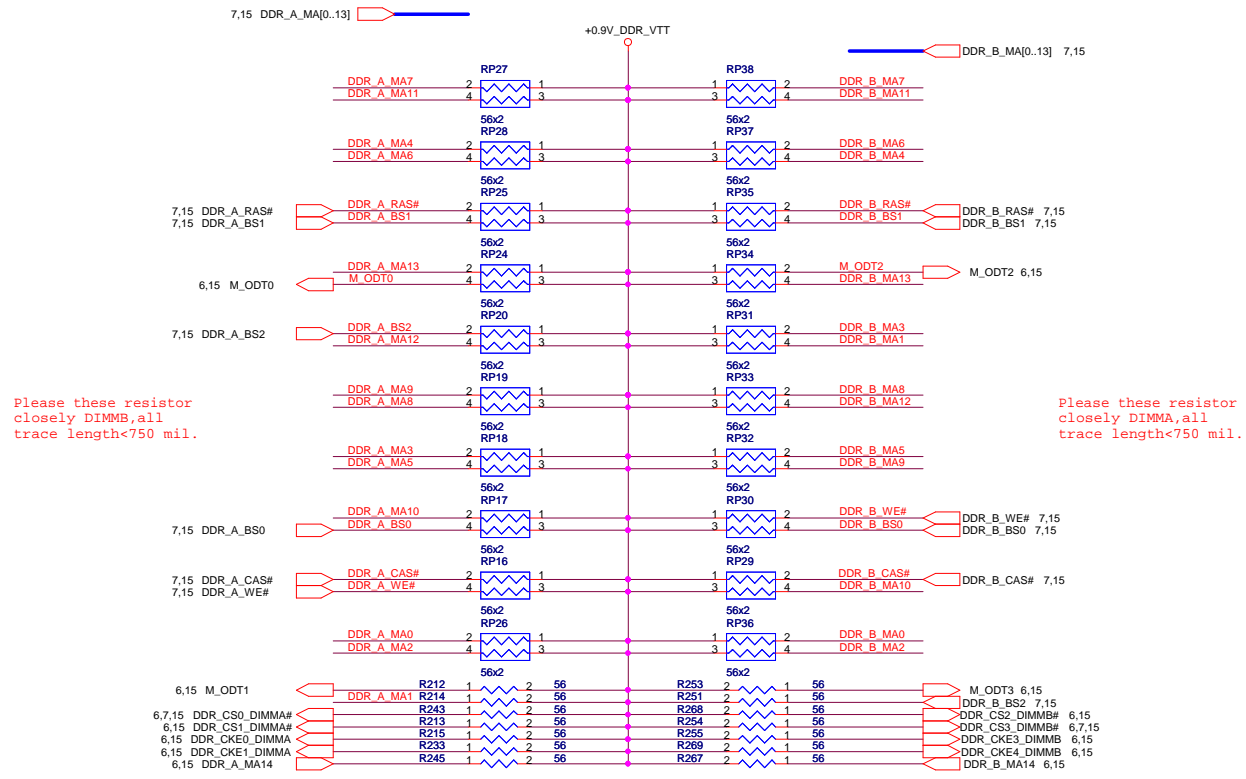 7,15 DDR_A_MA[0..13]
+0.9V_DDR_VTT
DDR_B_MA[0..13] 7,15
RP27 RP38
DDR_A_MA7 2 1 1 2 DDR_B_MA7
DDR_A_MA11 4 3 3 4 DDR_B_MA11
56x2 56x2
RP28 RP37
DDR_A_MA4 2 1 1 2 DDR_B_MA6
DDR_A_MA6 4 3 3 4 DDR_B_MA4
56x2 56x2
RP25 RP35
7,15 DDR_A_RAS# DDR_A_RAS# 2 1 1 2 DDR_B_RAS# DDR_B_RAS# 7,15
7,15 DDR_A_BS1 DDR_A_BS1 4 3 3 4 DDR_B_BS1 DDR_B_BS1 7,15
56x2 56x2
RP24 RP34
DDR_A_MA13 2 1 1 2 M_ODT2 M_ODT2 6,15
6,15 M_ODT0 M_ODT0 4 3 3 4 DDR_B_MA13
56x2 56x2
RP20 RP31
7,15 DDR_A_BS2 DDR_A_BS2 2 1 1 2 DDR_B_MA3
DDR_A_MA12 4 3 3 4 DDR_B_MA1
56x2 56x2
RP19 RP33
DDR_A_MA9 2 1 1 2 DDR_B_MA8
DDR_A_MA8 4 3 3 4 DDR_B_MA12
Please these resistor
closely DIMMB,all
trace length<750 mil.
Please these resistor
closely DIMMA,all
trace length<750 mil.
56x2 56x2
RP18 RP32
DDR_A_MA3 2 1 1 2 DDR_B_MA5
DDR_A_MA5 4 3 3 4 DDR_B_MA9
56x2 56x2
RP17 RP30
DDR_A_MA10 2 1 1 2 DDR_B_WE# DDR_B_WE# 7,15
7,15 DDR_A_BS0 DDR_A_BS0 4 3 3 4 DDR_B_BS0 DDR_B_BS0 7,15
56x2 56x2
RP16 RP29
7,15 DDR_A_CAS# DDR_A_CAS# 2 1 1 2 DDR_B_CAS# DDR_B_CAS# 7,15
7,15 DDR_A_WE# DDR_A_WE# 4 3 3 4 DDR_B_MA10
56x2 56x2
RP26 RP36
DDR_A_MA0 2 1 1 2 DDR_B_MA0
DDR_A_MA2 4 3 3 4 DDR_B_MA2
56x2 56x2
6,15 M_ODT1 R212 1 2 56 R253 2 1 56 M_ODT3 6,15
DDR_A_MA1 R214 1 2 56 R251 2 1 56 DDR_B_BS2 7,15
6,7,15 DDR_CS0_DIMMA# R243 1 2 56 R268 2 1 56 DDR_CS2_DIMMB# 6,15
6,15 DDR_CS1_DIMMA# R213 1 2 56 R254 2 1 56 DDR_CS3_DIMMB# 6,7,15
6,15 DDR_CKE0_DIMMA R215 1 2 56 R255 2 1 56 DDR_CKE3_DIMMB 6,15
6,15 DDR_CKE1_DIMMA R233 1 2 56 R269 2 1 56 DDR_CKE4_DIMMB 6,15
6,15 DDR_A_MA14 R245 1 2 56 R267 2 1 56 DDR_B_MA14 6,15